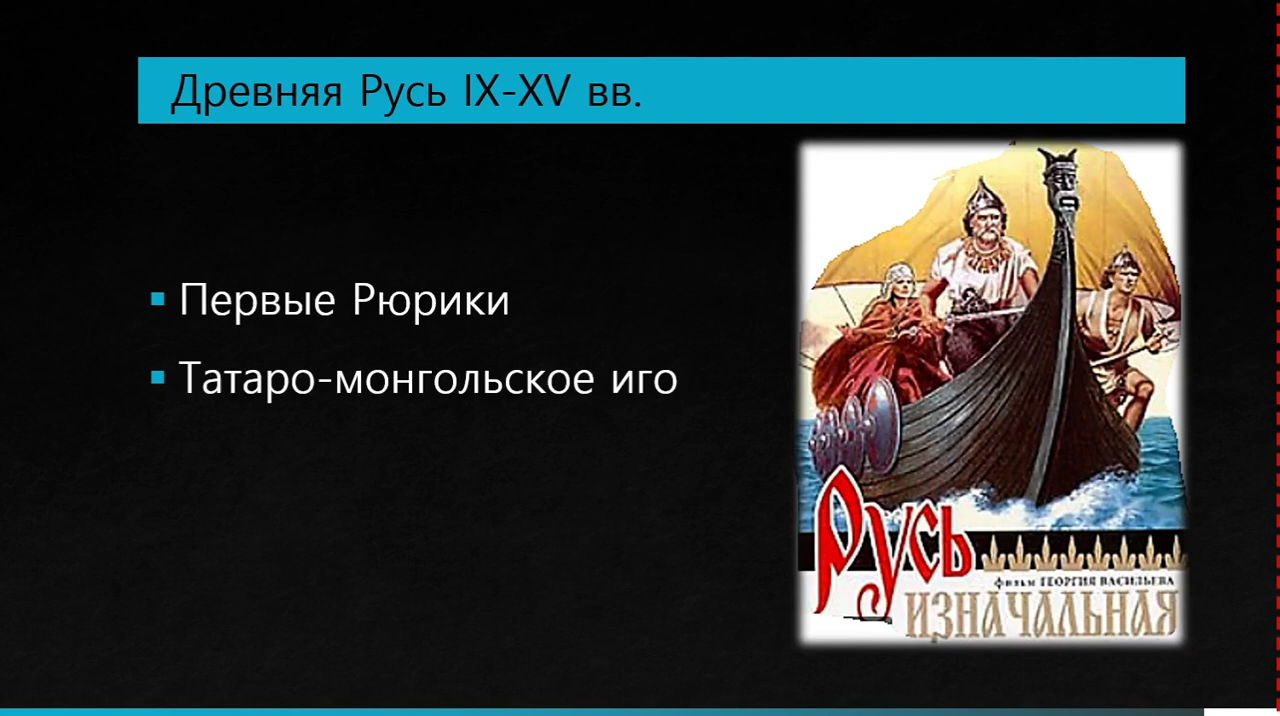 Древняя Русь IX-XV вв.
Первые Рюрики
Татаро-монгольское иго
Русь
фильм ГЕОРГИЯ ВАСИЛЬЕВА
ИЗНАЧАЛЬНАЯ